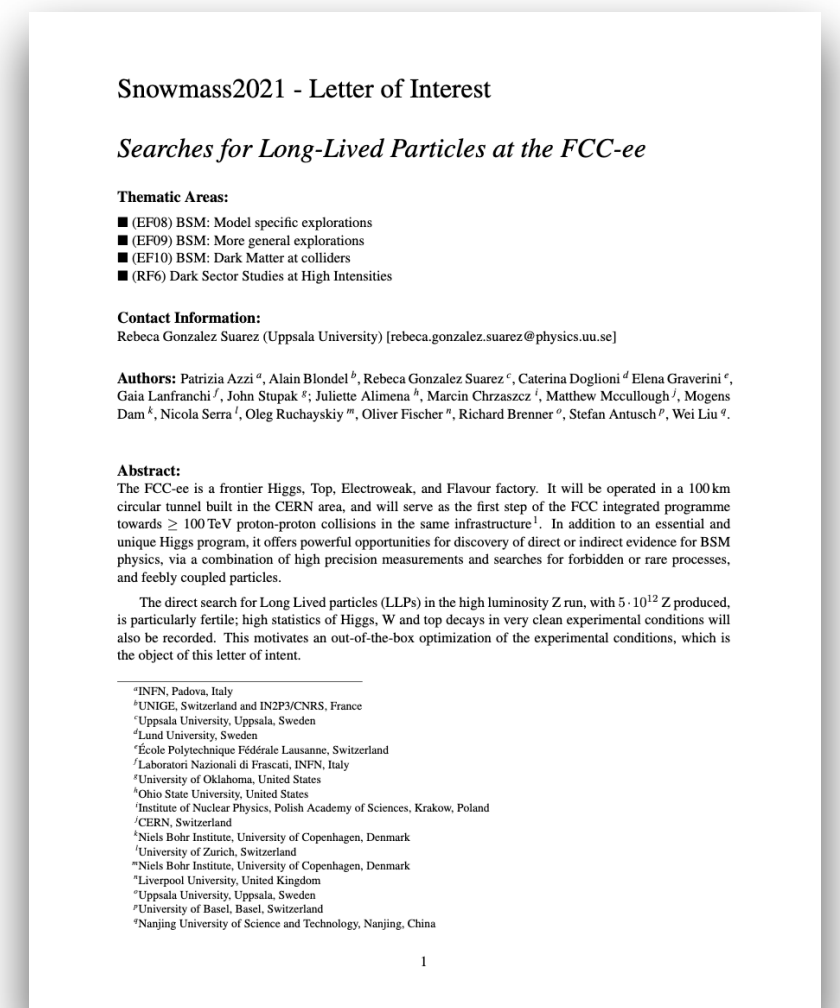 Snowmass2021 - Letter of Interest
Searches for Long-Lived Particles at the FCC-ee
Thematic Areas:
■ (EF08) BSM: Model specific explorations
■ (EF09) BSM: More general explorations
■ (EF10) BSM: Dark Matter at colliders
■ (RF6) Dark Sector Studies at High Intensities
Contact Information:
Rebeca Gonzalez Suarez (Uppsala University) [rebeca.gonzalez.suarez@physics.uu.se]
Authors: Patrizia Azzi ᵃ, Alain Blondel ᵇ, Rebeca Gonzalez Suarez ᶜ, Caterina Doglioni ᵈ Elena Graverini ᵉ,
Gaia Lanfranchi ᶠ, John Stupak ᵍ; Juliette Alimena ʰ, Marcin Chrzaszcz ⁱ, Matthew Mccullough ʲ, Mogens
Dam ᵏ, Nicola Serra ˡ, Oleg Ruchayskiy ᵐ, Oliver Fischer ⁿ, Richard Brenner ᵒ, Stefan Antusch ᵖ, Wei Liu q.
Abstract:
The FCC-ee is a frontier Higgs, Top, Electroweak, and Flavour factory. It will be operated in a 100 km
circular tunnel built in the CERN area, and will serve as the first step of the FCC integrated programme
towards ≥ 100 TeV proton-proton collisions in the same infrastructure¹. In addition to an essential and
unique Higgs program, it offers powerful opportunities for discovery of direct or indirect evidence for BSM
physics, via a combination of high precision measurements and searches for forbidden or rare processes,
and feebly coupled particles.
The direct search for Long Lived particles (LLPs) in the high luminosity Z run, with 5·10¹² Z produced,
is particularly fertile; high statistics of Higgs, W and top decays in very clean experimental conditions will
also be recorded. This motivates an out-of-the-box optimization of the experimental conditions, which is
the object of this letter of intent.
ᵃINFN, Padova, Italy
ᵇUNIGE, Switzerland and IN2P3/CNRS, France
ᶜUppsala University, Uppsala, Sweden
ᵈLund University, Sweden
ᵉÉcole Polytechnique Fédérale Lausanne, Switzerland
ᶠLaboratori Nazionali di Frascati, INFN, Italy
ᵍUniversity of Oklahoma, United States
ʰOhio State University, United States
ⁱInstitute of Nuclear Physics, Polish Academy of Sciences, Krakow, Poland
ʲCERN, Switzerland
ᵏNiels Bohr Institute, University of Copenhagen, Denmark
ˡUniversity of Zurich, Switzerland
ᵐNiels Bohr Institute, University of Copenhagen, Denmark
ⁿLiverpool University, United Kingdom
ᵒUppsala University, Uppsala, Sweden
ᵖUniversity of Basel, Basel, Switzerland
qNanjing University of Science and Technology, Nanjing, China
1